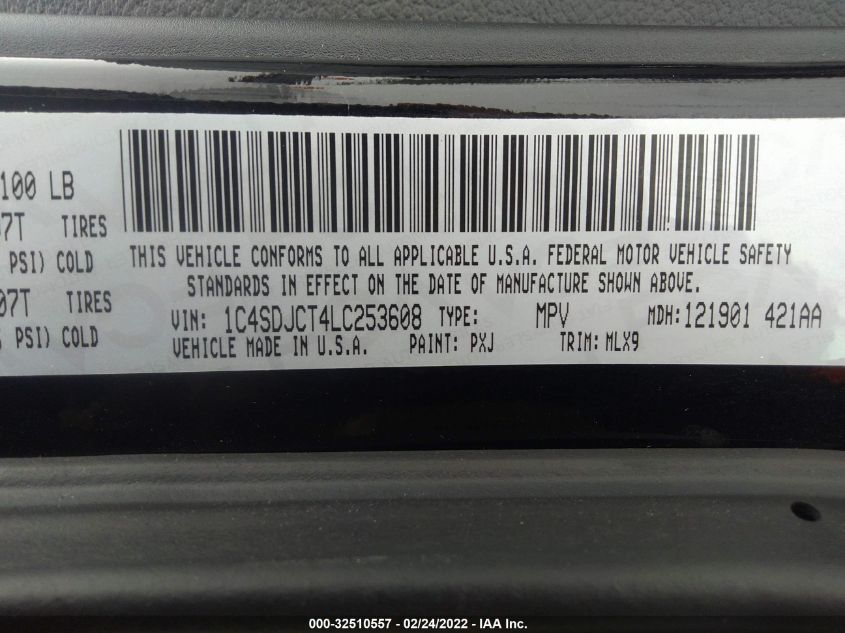 100 LB
7T TIRES
PSI) COLD
07T TIRES
PSI) COLD
THIS VEHICLE CONFORMS TO ALL APPLICABLE U.S.A. FEDERAL MOTOR VEHICLE SAFETY
STANDARDS IN EFFECT ON THE DATE OF MANUFACTURE SHOWN ABOVE.
VIN: 1C4SDJCT4LC253608 TYPE: MPV MDH: 121901 421AA
VEHICLE MADE IN U.S.A. PAINT: PXJ TRIM: MLX9
000-32510557 - 02/24/2022 - IAA Inc.